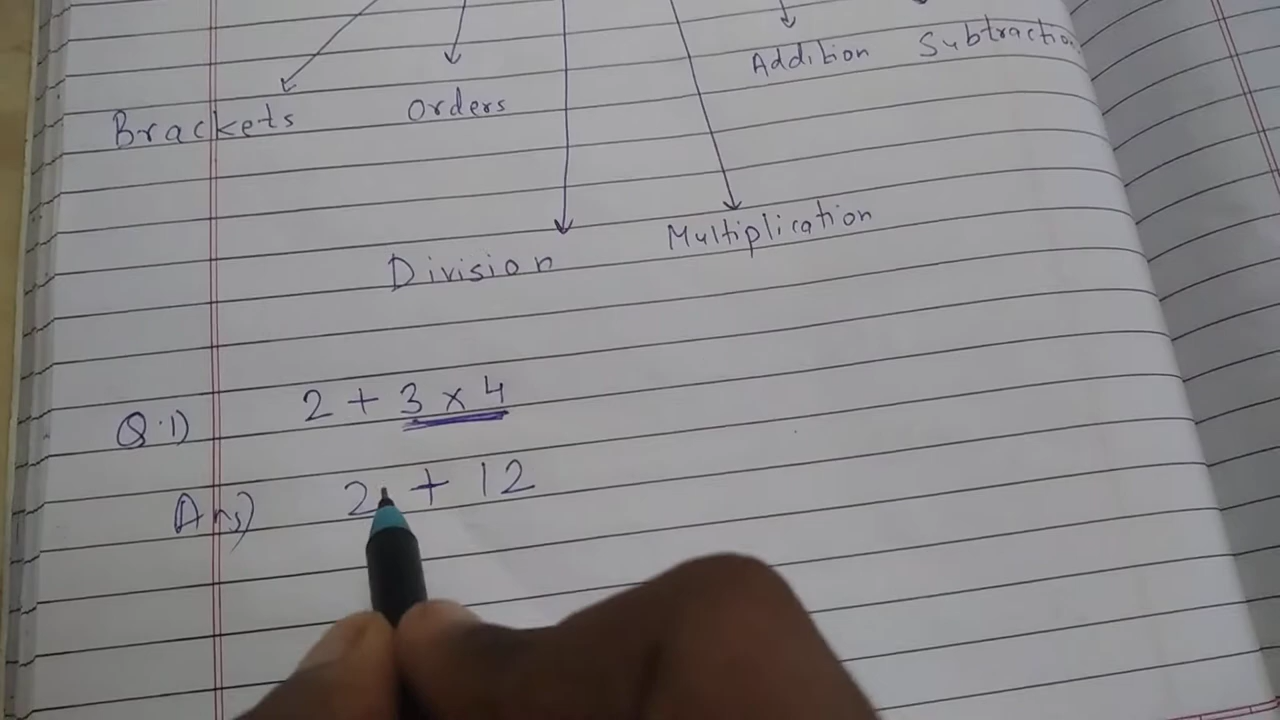 Addition Subtraction
Brackets Orders
Division Multiplication
Q.1) 2 + 3 x 4
Ans) 2 + 12